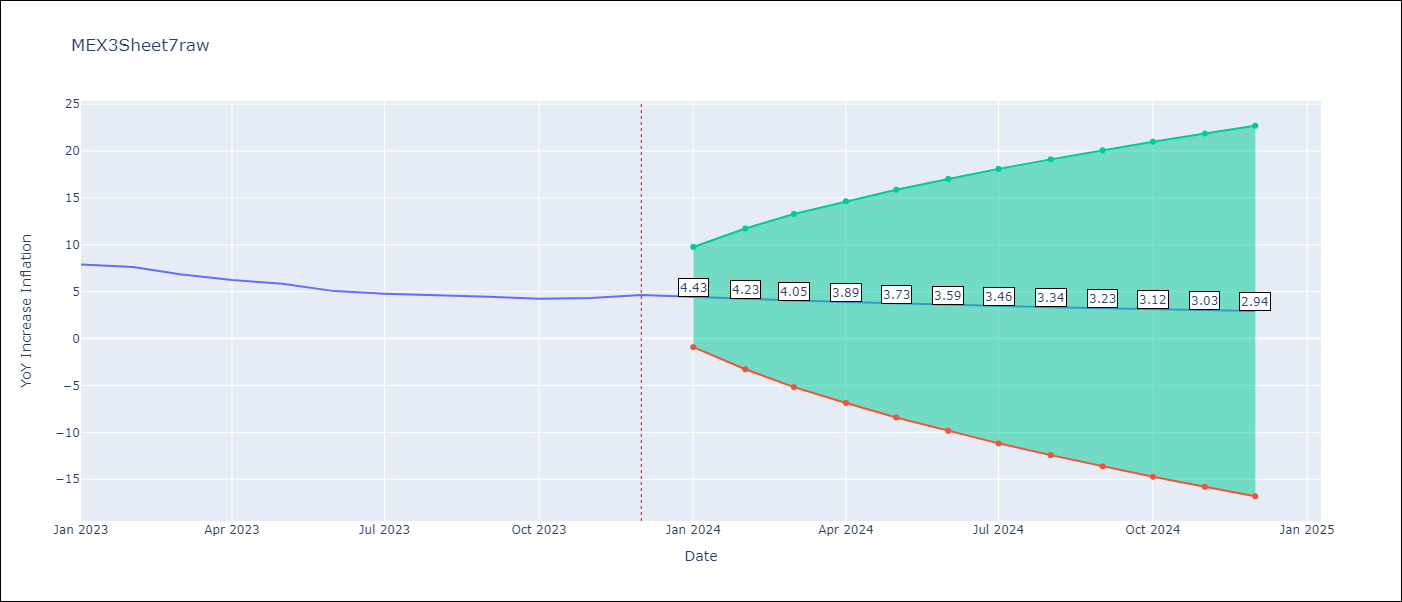 MEX3Sheet7raw
YoY Increase Inflation
25
20
15
10
5
0
−5
−10
−15
4.43
4.23
4.05
3.89
3.73
3.59
3.46
3.34
3.23
3.12
3.03
2.94
Jan 2023
Apr 2023
Jul 2023
Oct 2023
Jan 2024
Apr 2024
Jul 2024
Oct 2024
Jan 2025
Date